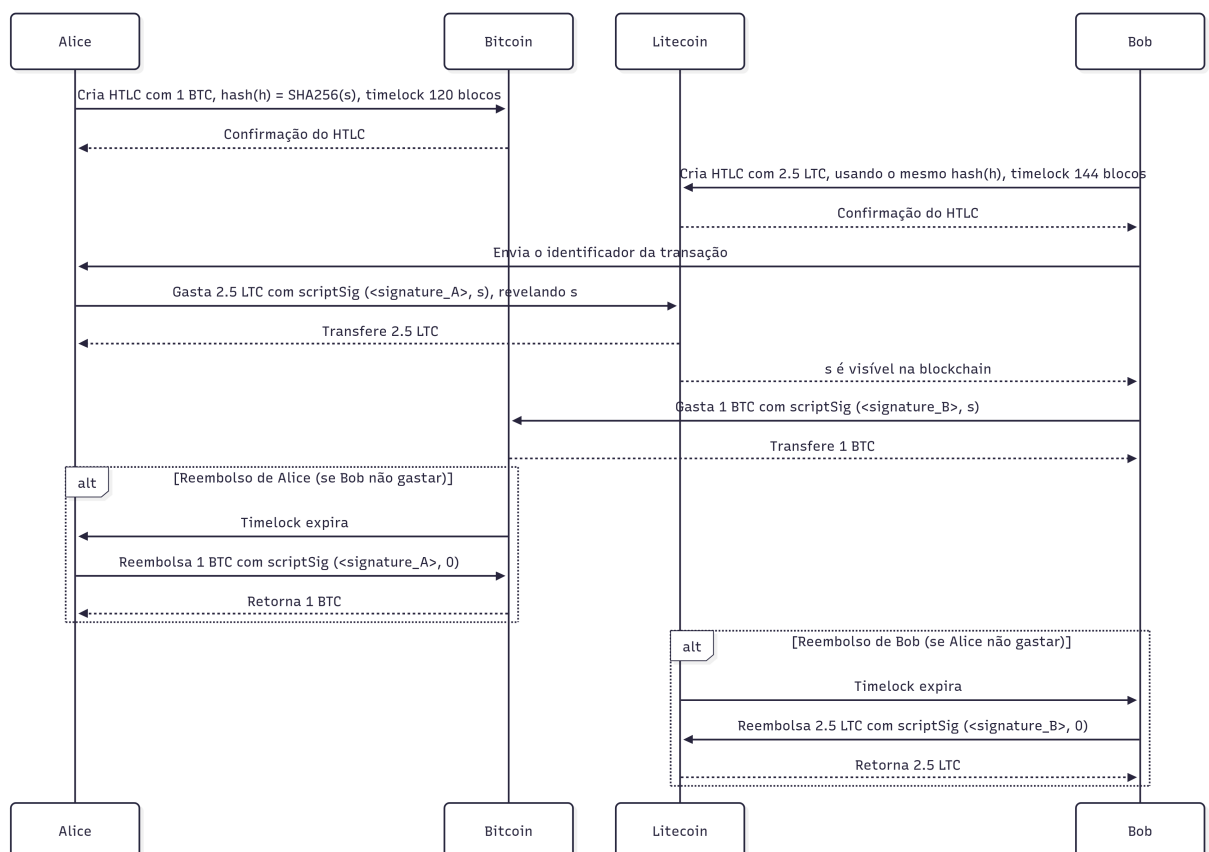 Alice
Bitcoin
Litecoin
Bob
Cria HTLC com 1 BTC, hash(h) = SHA256(s), timelock 120 blocos
Confirmação do HTLC
Cria HTLC com 2.5 LTC, usando o mesmo hash(h), timelock 144 blocos
Confirmação do HTLC
Envia o identificador da transação
Gasta 2.5 LTC com scriptSig (<signature_A>, s), revelando s
Transfere 2.5 LTC
s é visível na blockchain
Gasta 1 BTC com scriptSig (<signature_B>, s)
Transfere 1 BTC
alt
[Reembolso de Alice (se Bob não gastar)]
Timelock expira
Reembolsa 1 BTC com scriptSig (<signature_A>, 0)
Retorna 1 BTC
alt
[Reembolso de Bob (se Alice não gastar)]
Timelock expira
Reembolsa 2.5 LTC com scriptSig (<signature_B>, 0)
Retorna 2.5 LTC
Alice
Bitcoin
Litecoin
Bob